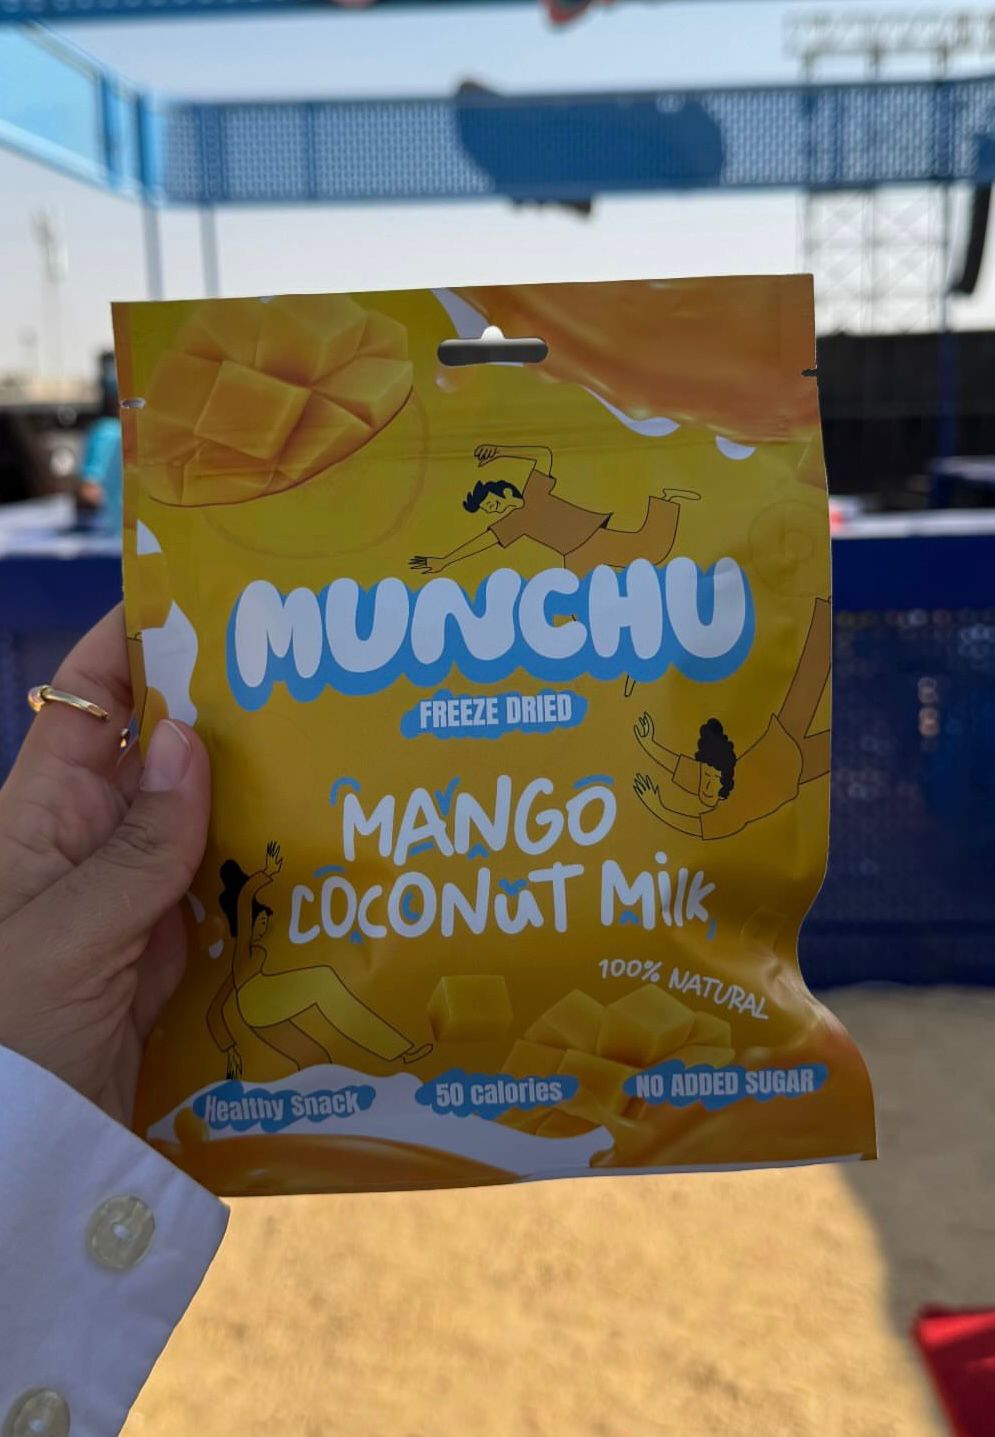 MUNCHU
FREEZE DRIED
MANGO
COCONUT MILK
100% NATURAL
Healthy Snack
50 calories
NO ADDED SUGAR